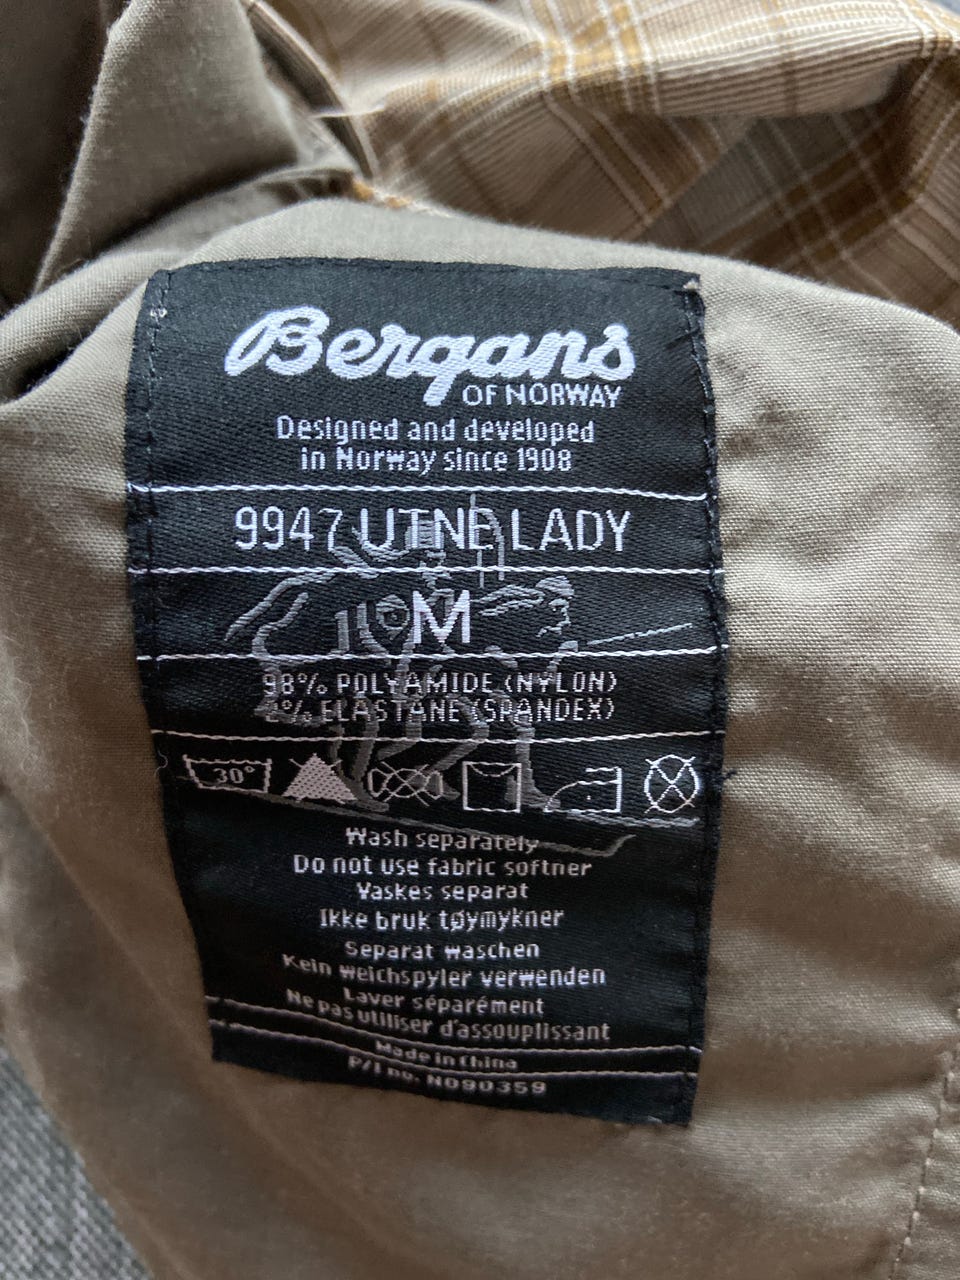 Bergans
OF NORWAY
Designed and developed
in Norway since 1908
9947 UTNE LADY
M
98% POLYAMIDE (NYLON)
2% ELASTANE (SPANDEX)
30°
Wash separately
Do not use fabric softner
Vaskes separat
Ikke bruk tøymykner
Separat waschen
Kein weichspyler verwenden
Laver séparément
Ne pas utiliser d'assouplissant
Made in China
P/I no. N090359